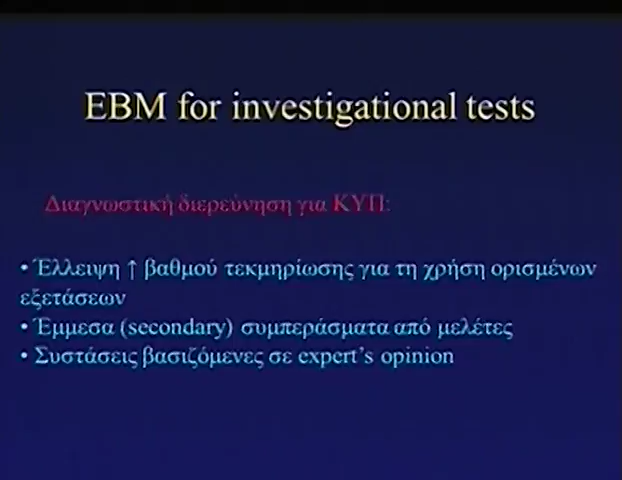 EBM for investigational tests
Διαγνωστική διερεύνηση για ΚΥΠ:
• Έλλειψη ↑ βαθμού τεκμηρίωσης για τη χρήση ορισμένων
εξετάσεων
• Έμμεσα (secondary) συμπεράσματα από μελέτες
• Συστάσεις βασιζόμενες σε expert’s opinion